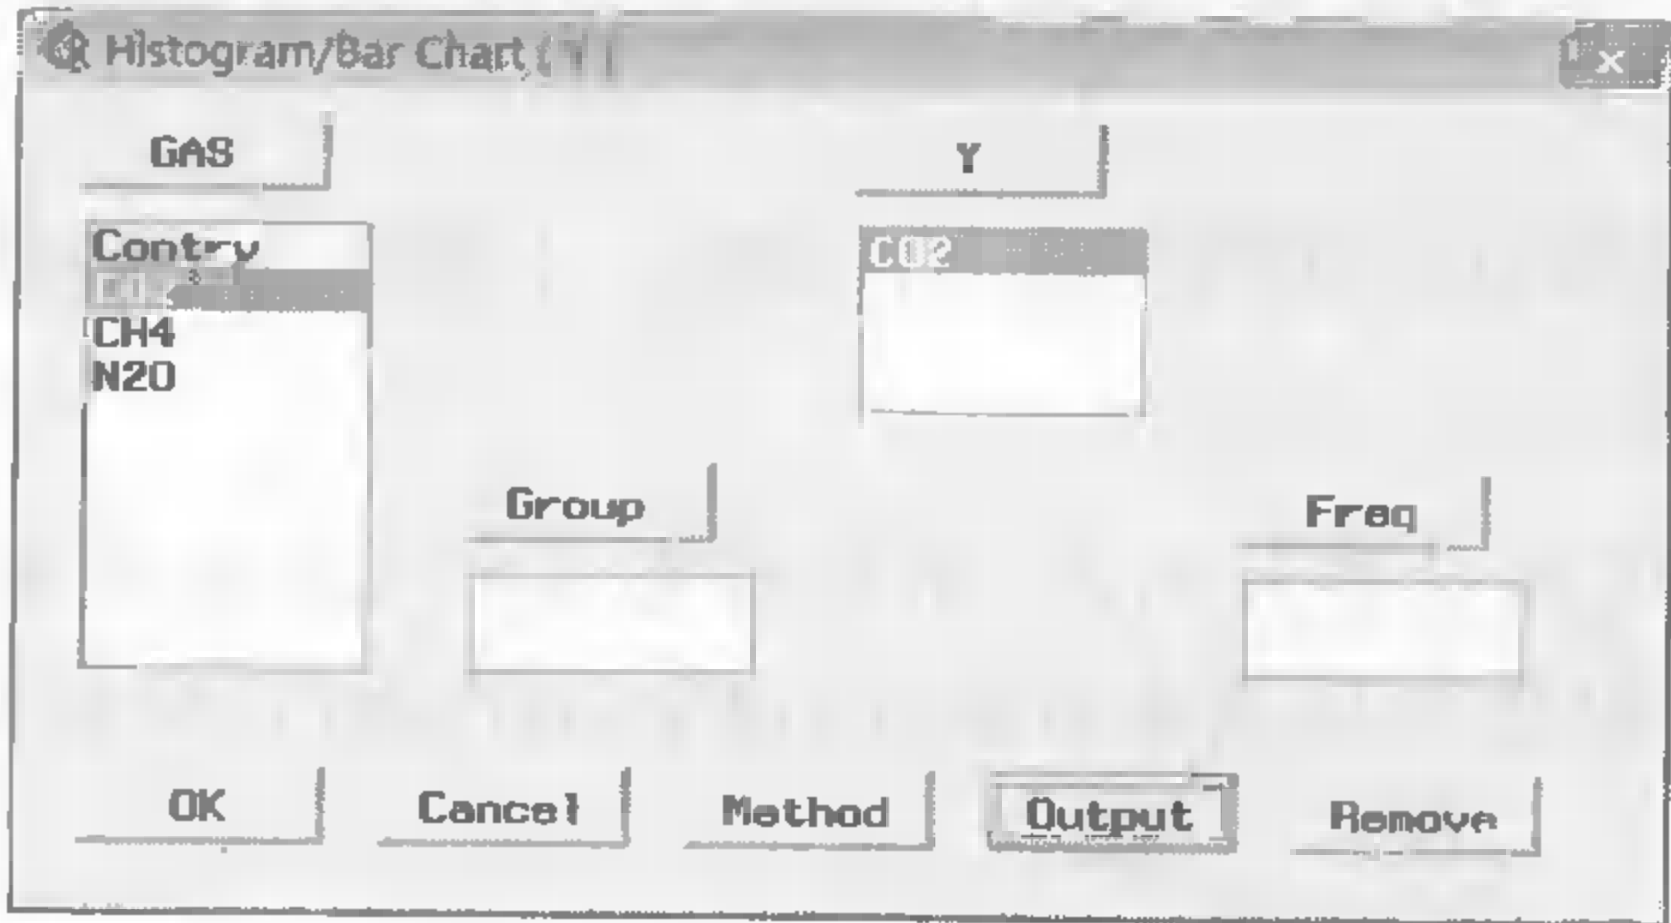 Histogram/Bar Chart ( Y )
x
GAS
Y
Contry
CH4
N2O
CO2
Group
Freq
OK
Cancel
Method
Output
Remove